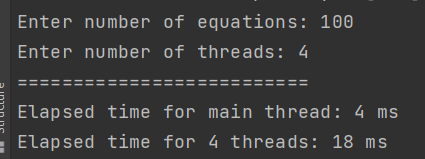 Enter number of equations: 100
Enter number of threads: 4
==========================
Elapsed time for main thread: 4 ms
Elapsed time for 4 threads: 18 ms
Structure